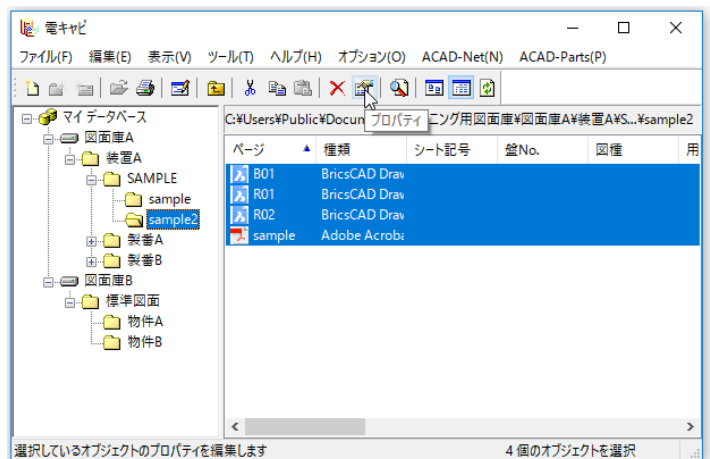 電キャビ
ファイル(F) 編集(E) 表示(V) ツール(T) ヘルプ(H) オプション(O) ACAD-Net(N) ACAD-Parts(P)
マイ データベース
図面庫A
装置A
SAMPLE
sample
sample2
製番A
製番B
図面庫B
標準図面
物件A
物件B
C:¥Users¥Public¥Docum
プロパティ
ニング用図面庫¥図面庫A¥装置A¥S...¥sample2
ページ 種類 シート記号 盤No. 図種 用
B01 BricsCAD Draw
R01 BricsCAD Draw
R02 BricsCAD Draw
sample Adobe Acroba
選択しているオブジェクトのプロパティを編集します 4 個のオブジェクトを選択